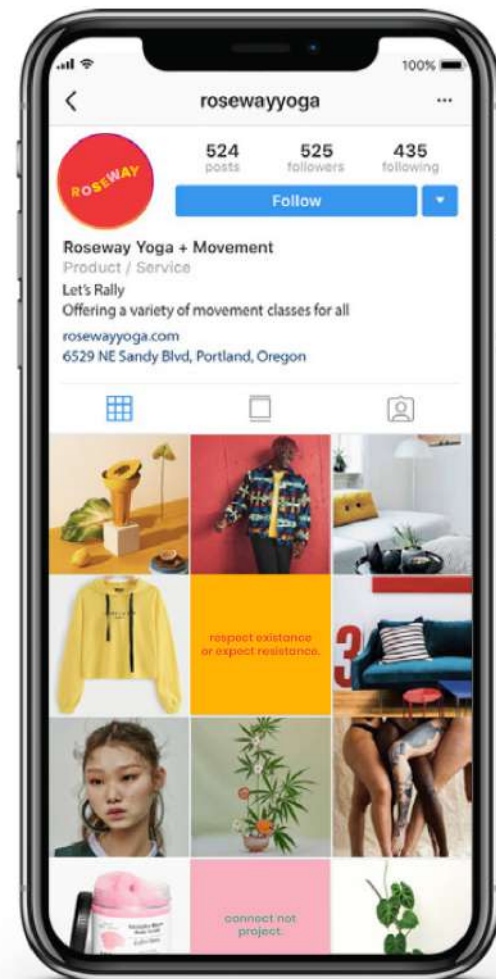 100%
rosewayyoga
ROSEWAY
524 525 435
posts followers following
Follow
Roseway Yoga + Movement
Product / Service
Let's Rally
Offering a variety of movement classes for all
rosewayyoga.com
6529 NE Sandy Blvd, Portland, Oregon
respect existance
or expect resistance.
3
connect not
project.